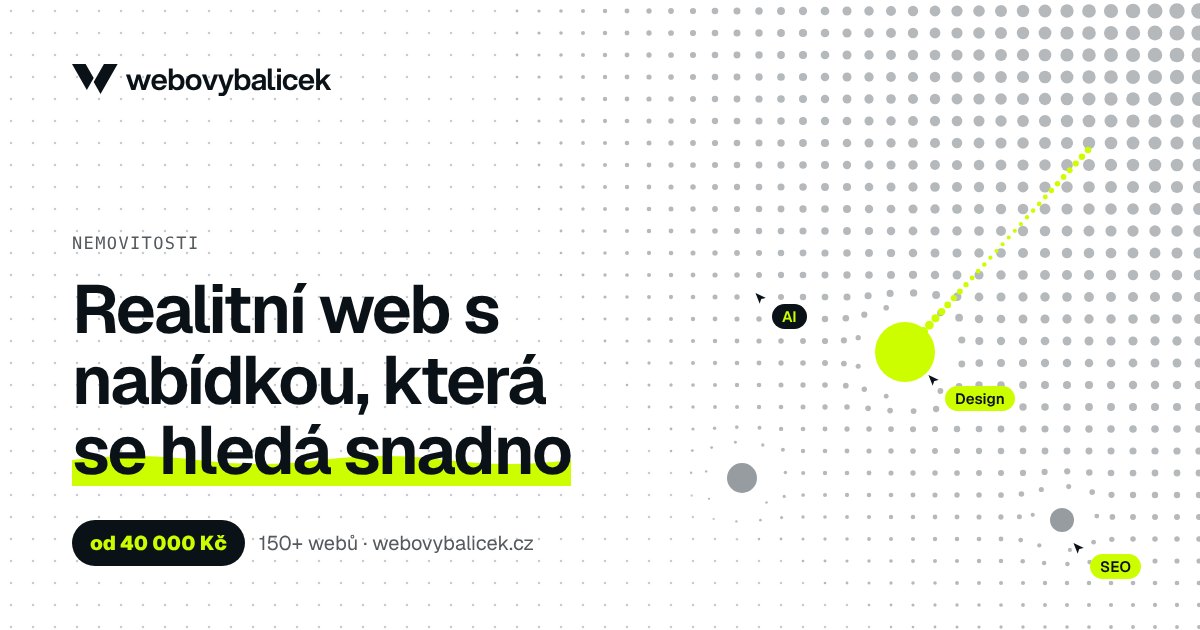 webovybalicek
NEMOVITOSTI
Realitní web s
nabídkou, která
se hledá snadno
od 40 000 Kč
150+ webů · webovybalicek.cz
AI
Design
SEO